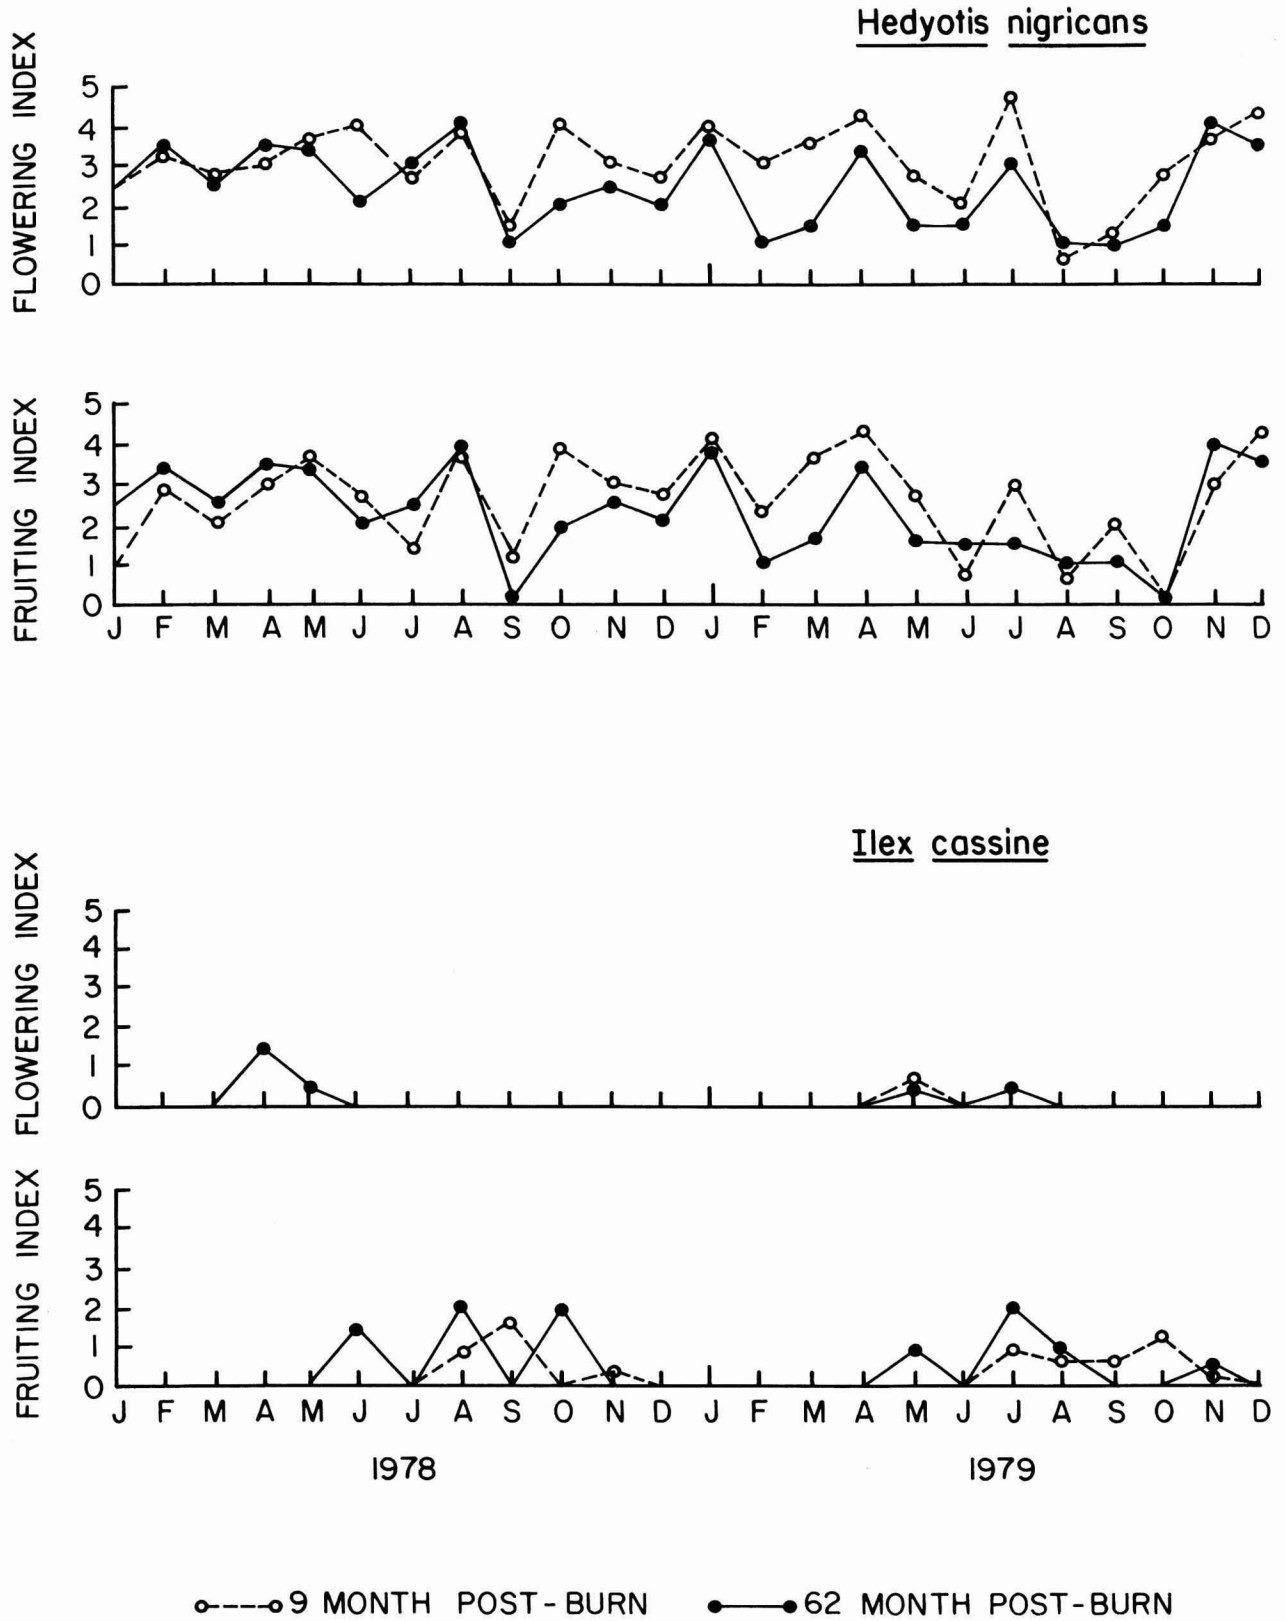 Hedyotis nigricans
FLOWERING INDEX
5
4
3
2
1
0
FRUITING INDEX
5
4
3
2
1
0
J F M A M J J A S O N D J F M A M J J A S O N D
Ilex cassine
FLOWERING INDEX
5
4
3
2
1
0
FRUITING INDEX
5
4
3
2
1
0
J F M A M J J A S O N D J F M A M J J A S O N D
1978 1979
9 MONTH POST-BURN 62 MONTH POST-BURN